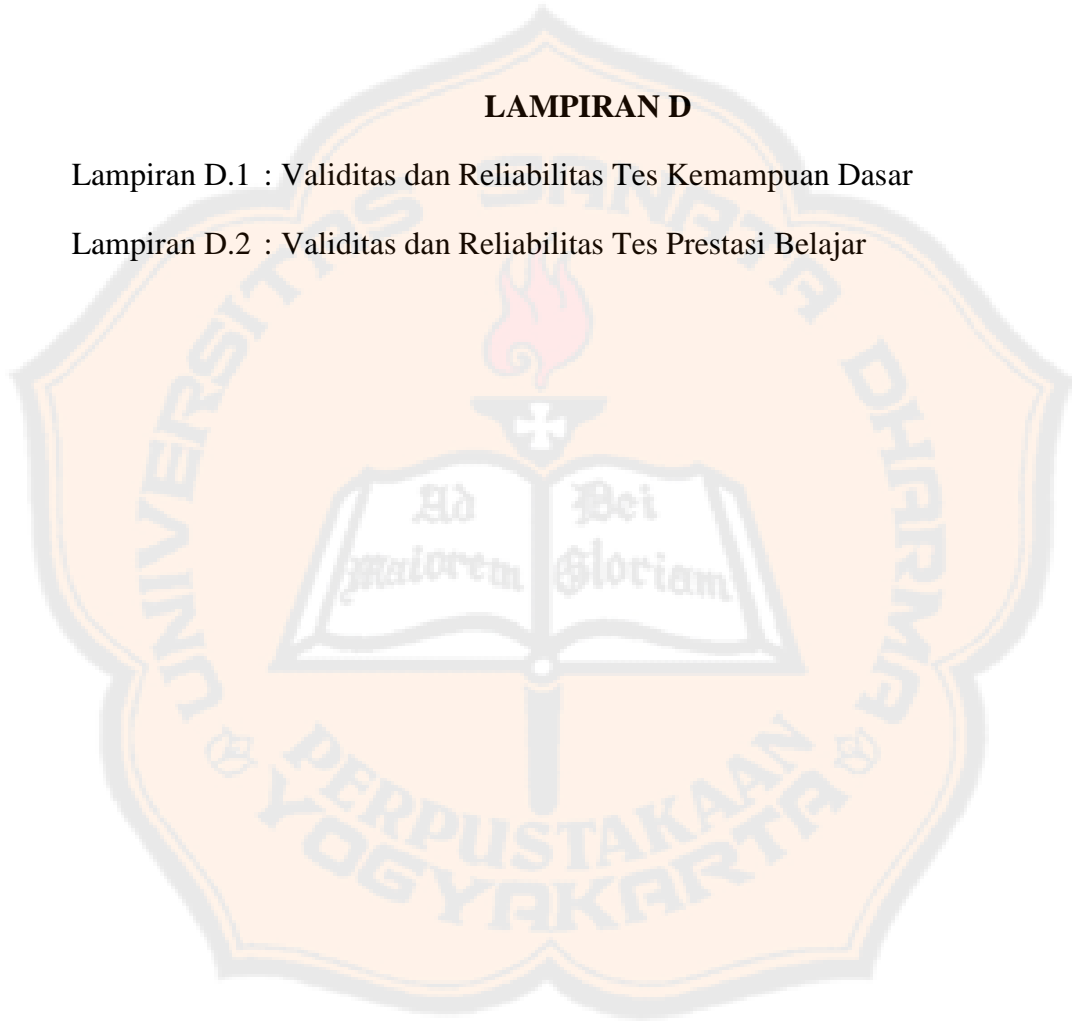 LAMPIRAN D
Lampiran D.1 : Validitas dan Reliabilitas Tes Kemampuan Dasar
Lampiran D.2 : Validitas dan Reliabilitas Tes Prestasi Belajar
UNIVERSITAS SANATA DHARMA
Ad Dei
Maiorem Gloriam
PERPUSTAKAAN
YOGYAKARTA